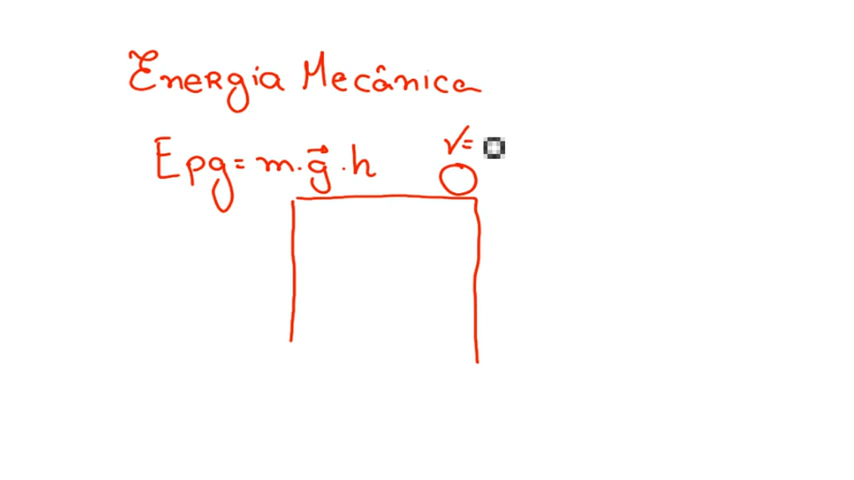 Energia Mecânica
Epg = m.g⃗.h
v =